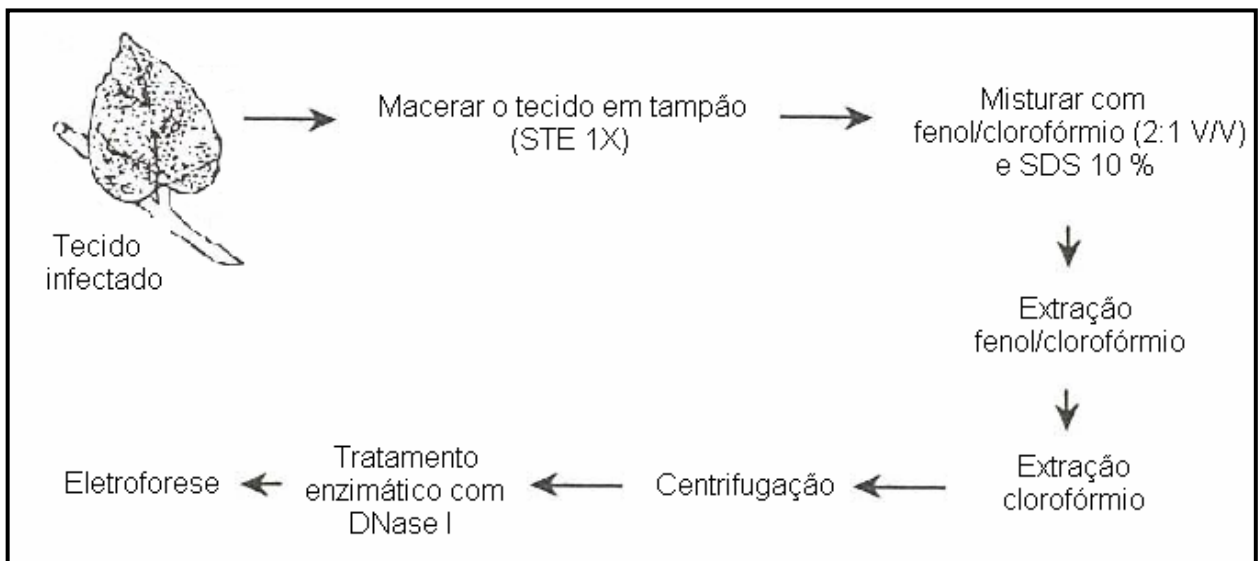 Tecido
infectado
Macerar o tecido em tampão
(STE 1X)
Misturar com
fenol/clorofórmio (2:1 V/V)
e SDS 10 %
Extração
fenol/clorofórmio
Extração
clorofórmio
Centrifugação
Tratamento
enzimático com
DNase I
Eletroforese